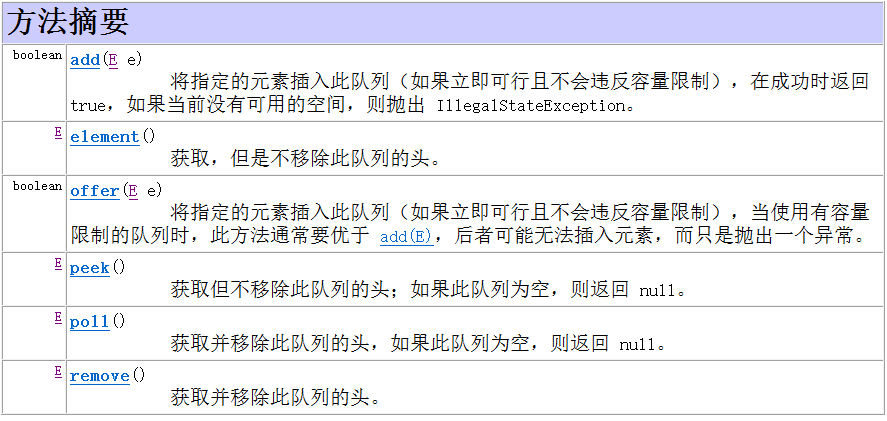 方法摘要
boolean add(E e)
将指定的元素插入此队列（如果立即可行且不会违反容量限制），在成功时返回
true，如果当前没有可用的空间，则抛出 IllegalStateException。
E element()
获取，但是不移除此队列的头。
boolean offer(E e)
将指定的元素插入此队列（如果立即可行且不会违反容量限制），当使用有容量
限制的队列时，此方法通常要优于 add(E)，后者可能无法插入元素，而只是抛出一个异常。
E peek()
获取但不移除此队列的头；如果此队列为空，则返回 null。
E poll()
获取并移除此队列的头，如果此队列为空，则返回 null。
E remove()
获取并移除此队列的头。